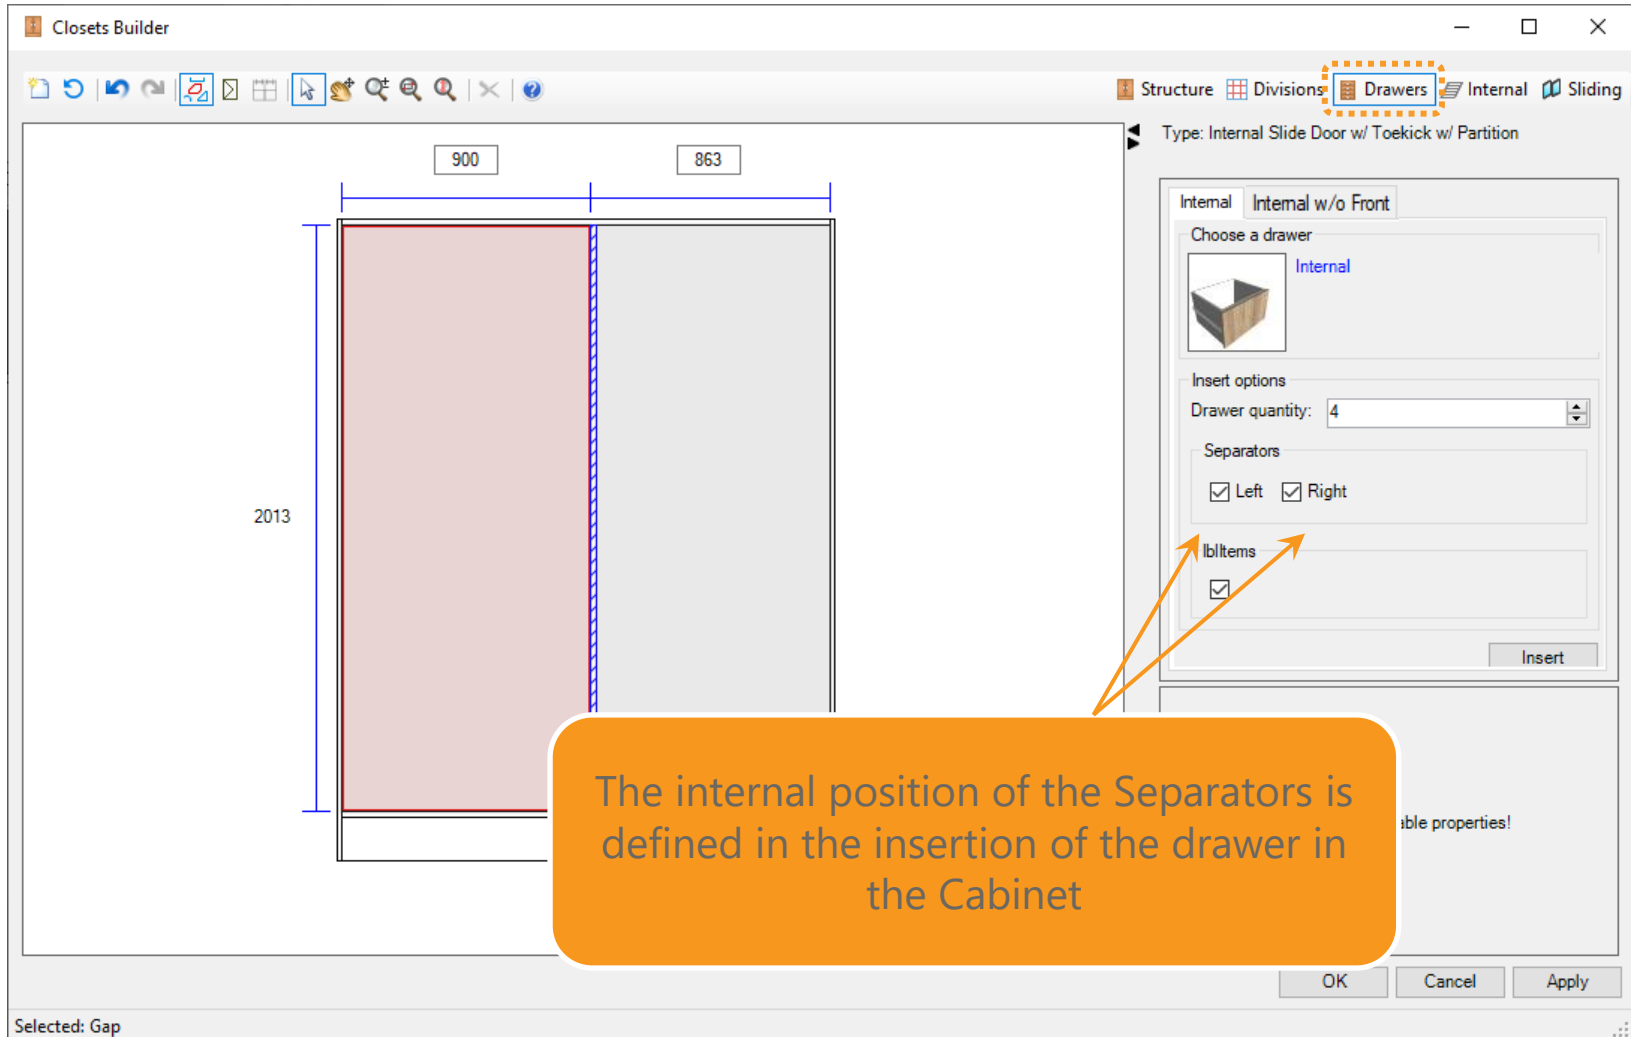 Closets Builder
Structure Divisions Drawers Internal Sliding
Type: Internal Slide Door w/ Toekick w/ Partition
900 863
2013
Internal Internal w/o Front
Choose a drawer
Internal
Insert options
Drawer quantity: 4
Separators
Left Right
lblItems
Insert
The internal position of the Separators is
defined in the insertion of the drawer in
the Cabinet
properties!
OK Cancel Apply
Selected: Gap